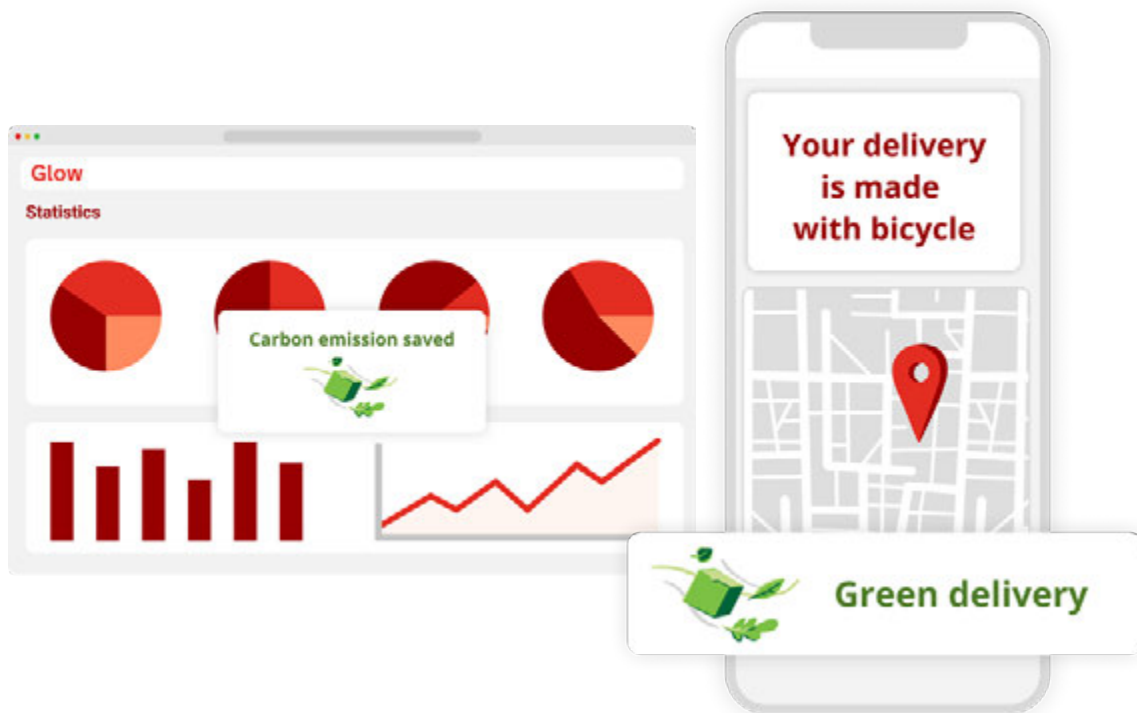 Glow
Statistics
Carbon emission saved
Your delivery
is made
with bicycle
Green delivery